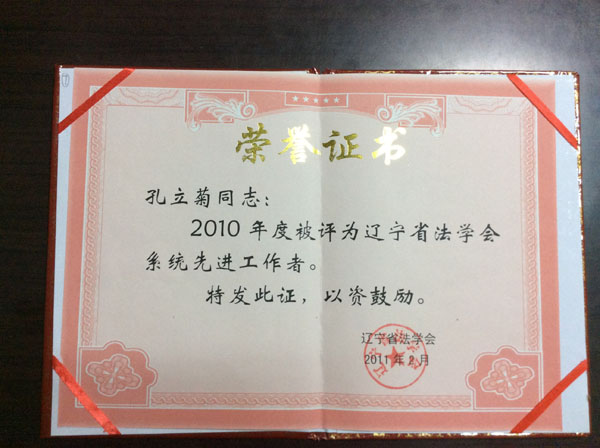 荣誉证书
孔立菊同志：
2010年度被评为辽宁省法学会
系统先进工作者。
特发此证，以资鼓励。
辽宁省法学会
2011年2月